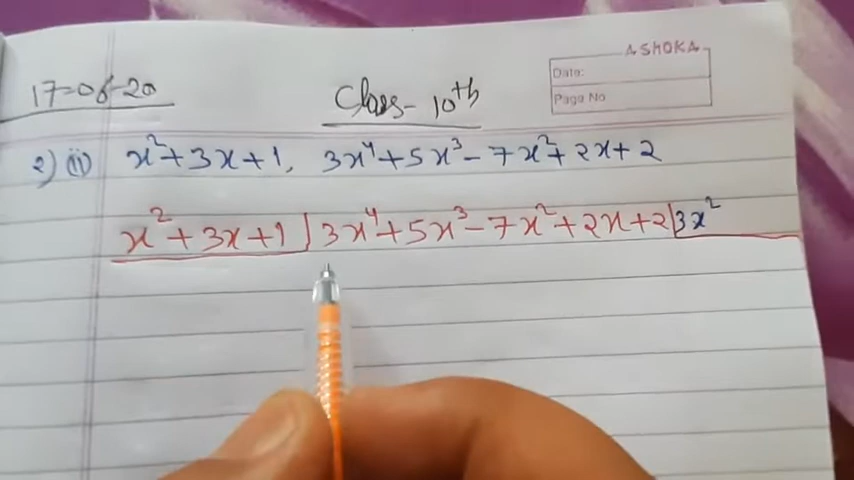 ASHOKA
Date:
Page No
17-06-20
Class- 10th
2) (ii) x²+3x+1, 3x⁴+5x³-7x²+2x+2
x²+3x+1 ) 3x⁴+5x³-7x²+2x+2 ( 3x²